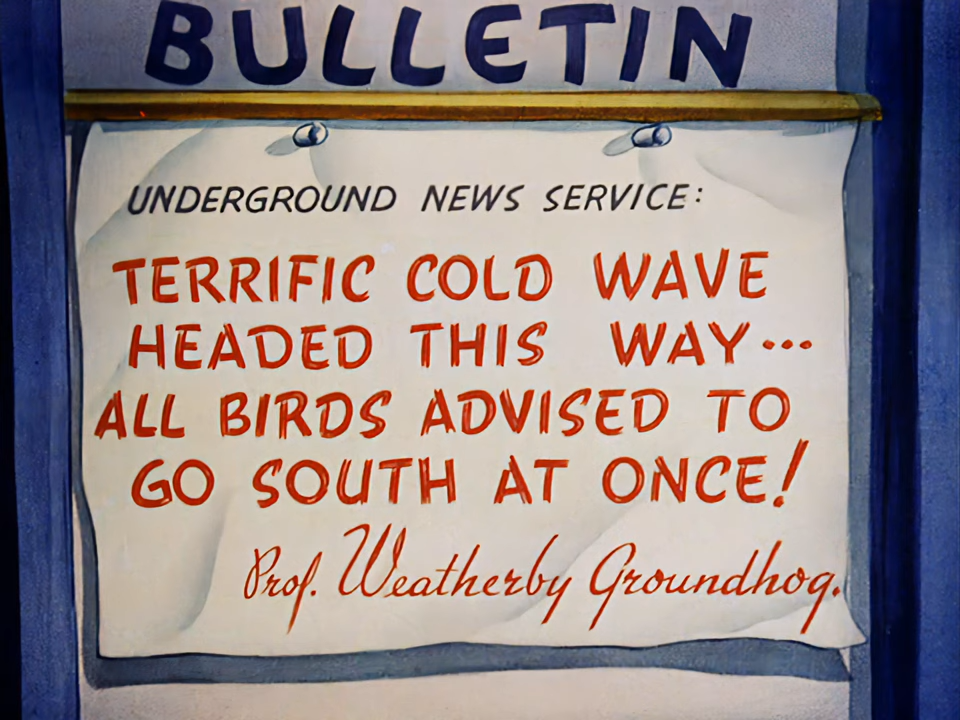 BULLETIN
UNDERGROUND NEWS SERVICE:
TERRIFIC COLD WAVE
HEADED THIS WAY...
ALL BIRDS ADVISED TO
GO SOUTH AT ONCE!
Prof. Weatherby Groundhog.